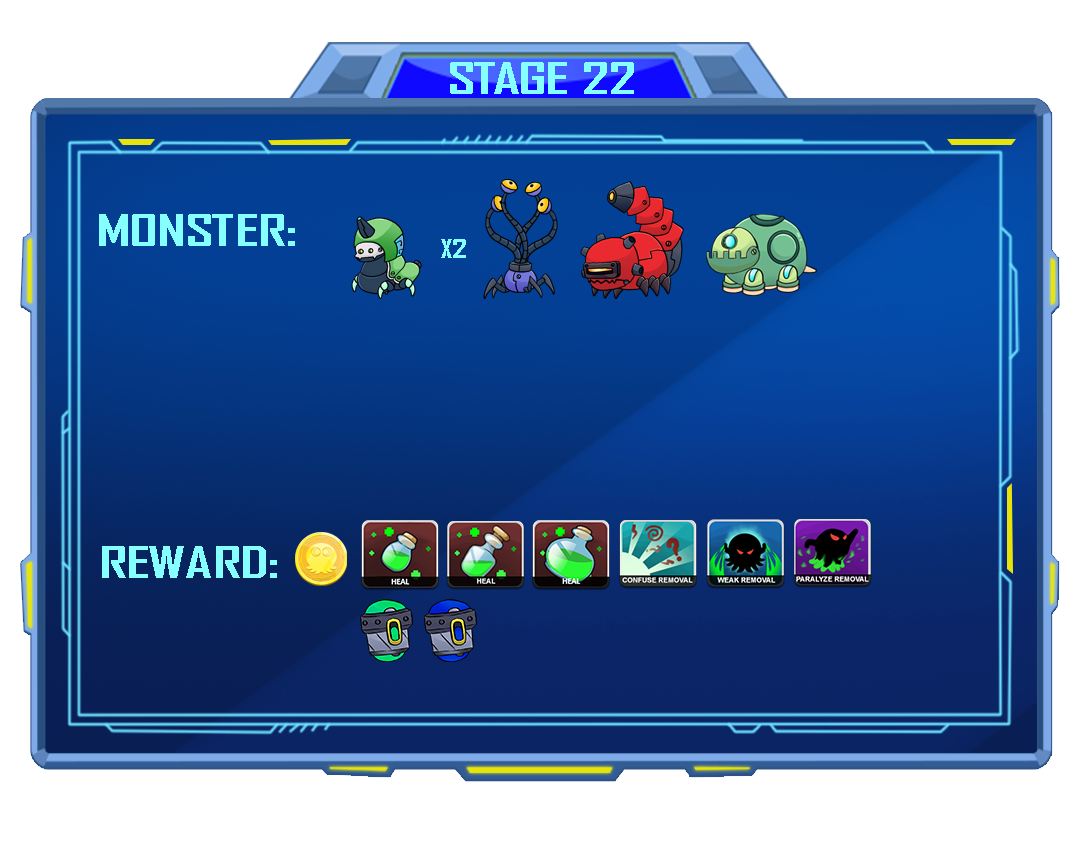 STAGE 22
MONSTER:
X2
REWARD:
HEAL
HEAL
HEAL
CONFUSE REMOVAL
WEAK REMOVAL
PARALYZE REMOVAL